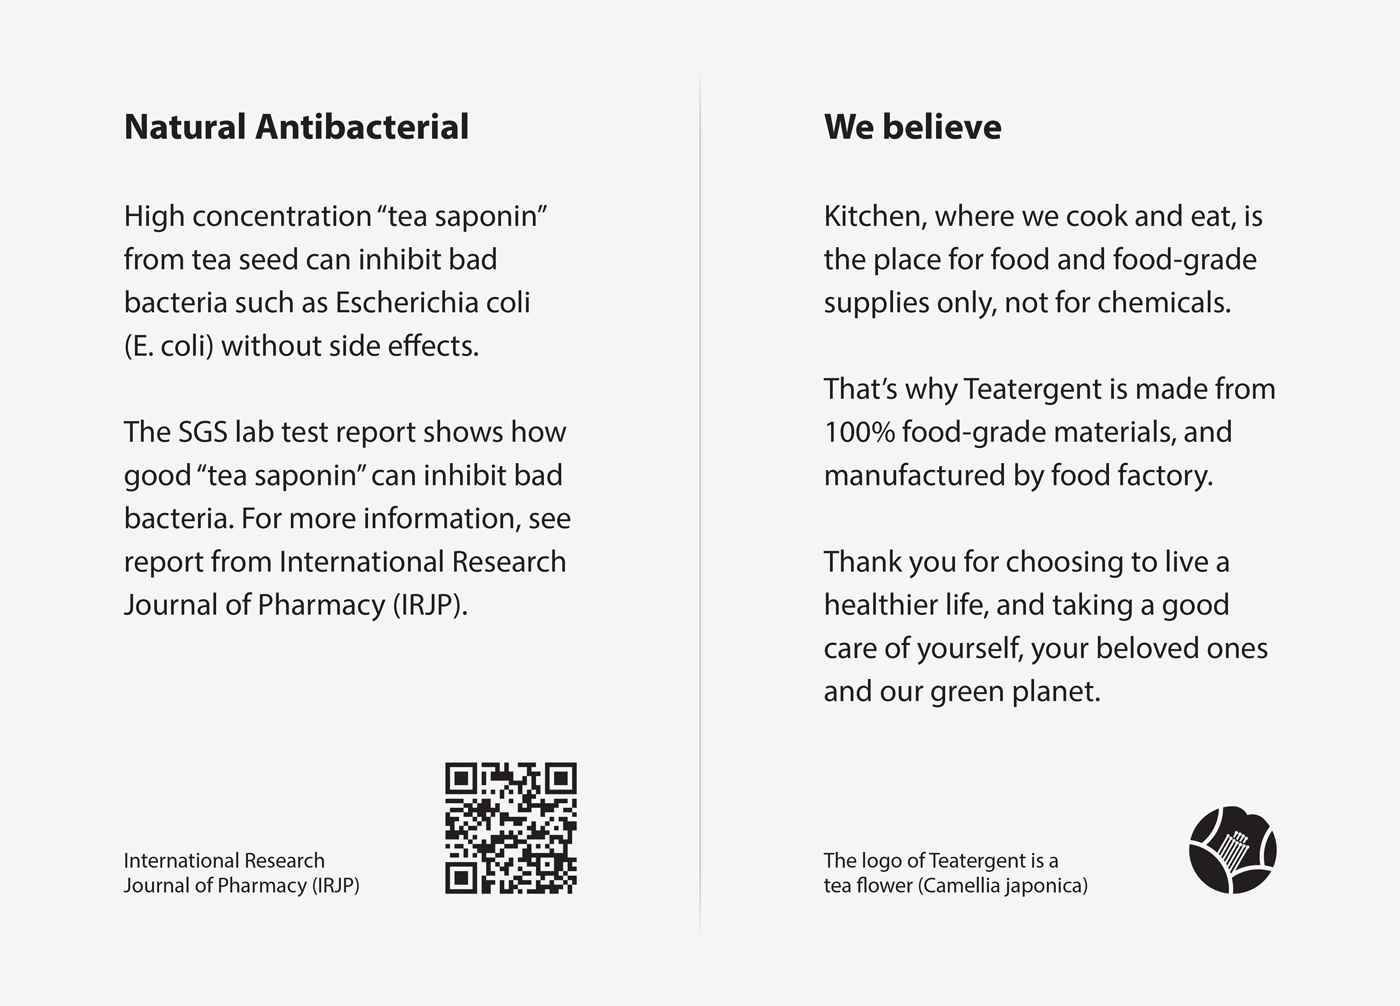 Natural Antibacterial
High concentration “tea saponin”
from tea seed can inhibit bad
bacteria such as Escherichia coli
(E. coli) without side effects.
The SGS lab test report shows how
good “tea saponin” can inhibit bad
bacteria. For more information, see
report from International Research
Journal of Pharmacy (IRJP).
International Research
Journal of Pharmacy (IRJP)
We believe
Kitchen, where we cook and eat, is
the place for food and food-grade
supplies only, not for chemicals.
That’s why Teatergent is made from
100% food-grade materials, and
manufactured by food factory.
Thank you for choosing to live a
healthier life, and taking a good
care of yourself, your beloved ones
and our green planet.
The logo of Teatergent is a
tea flower (Camellia japonica)